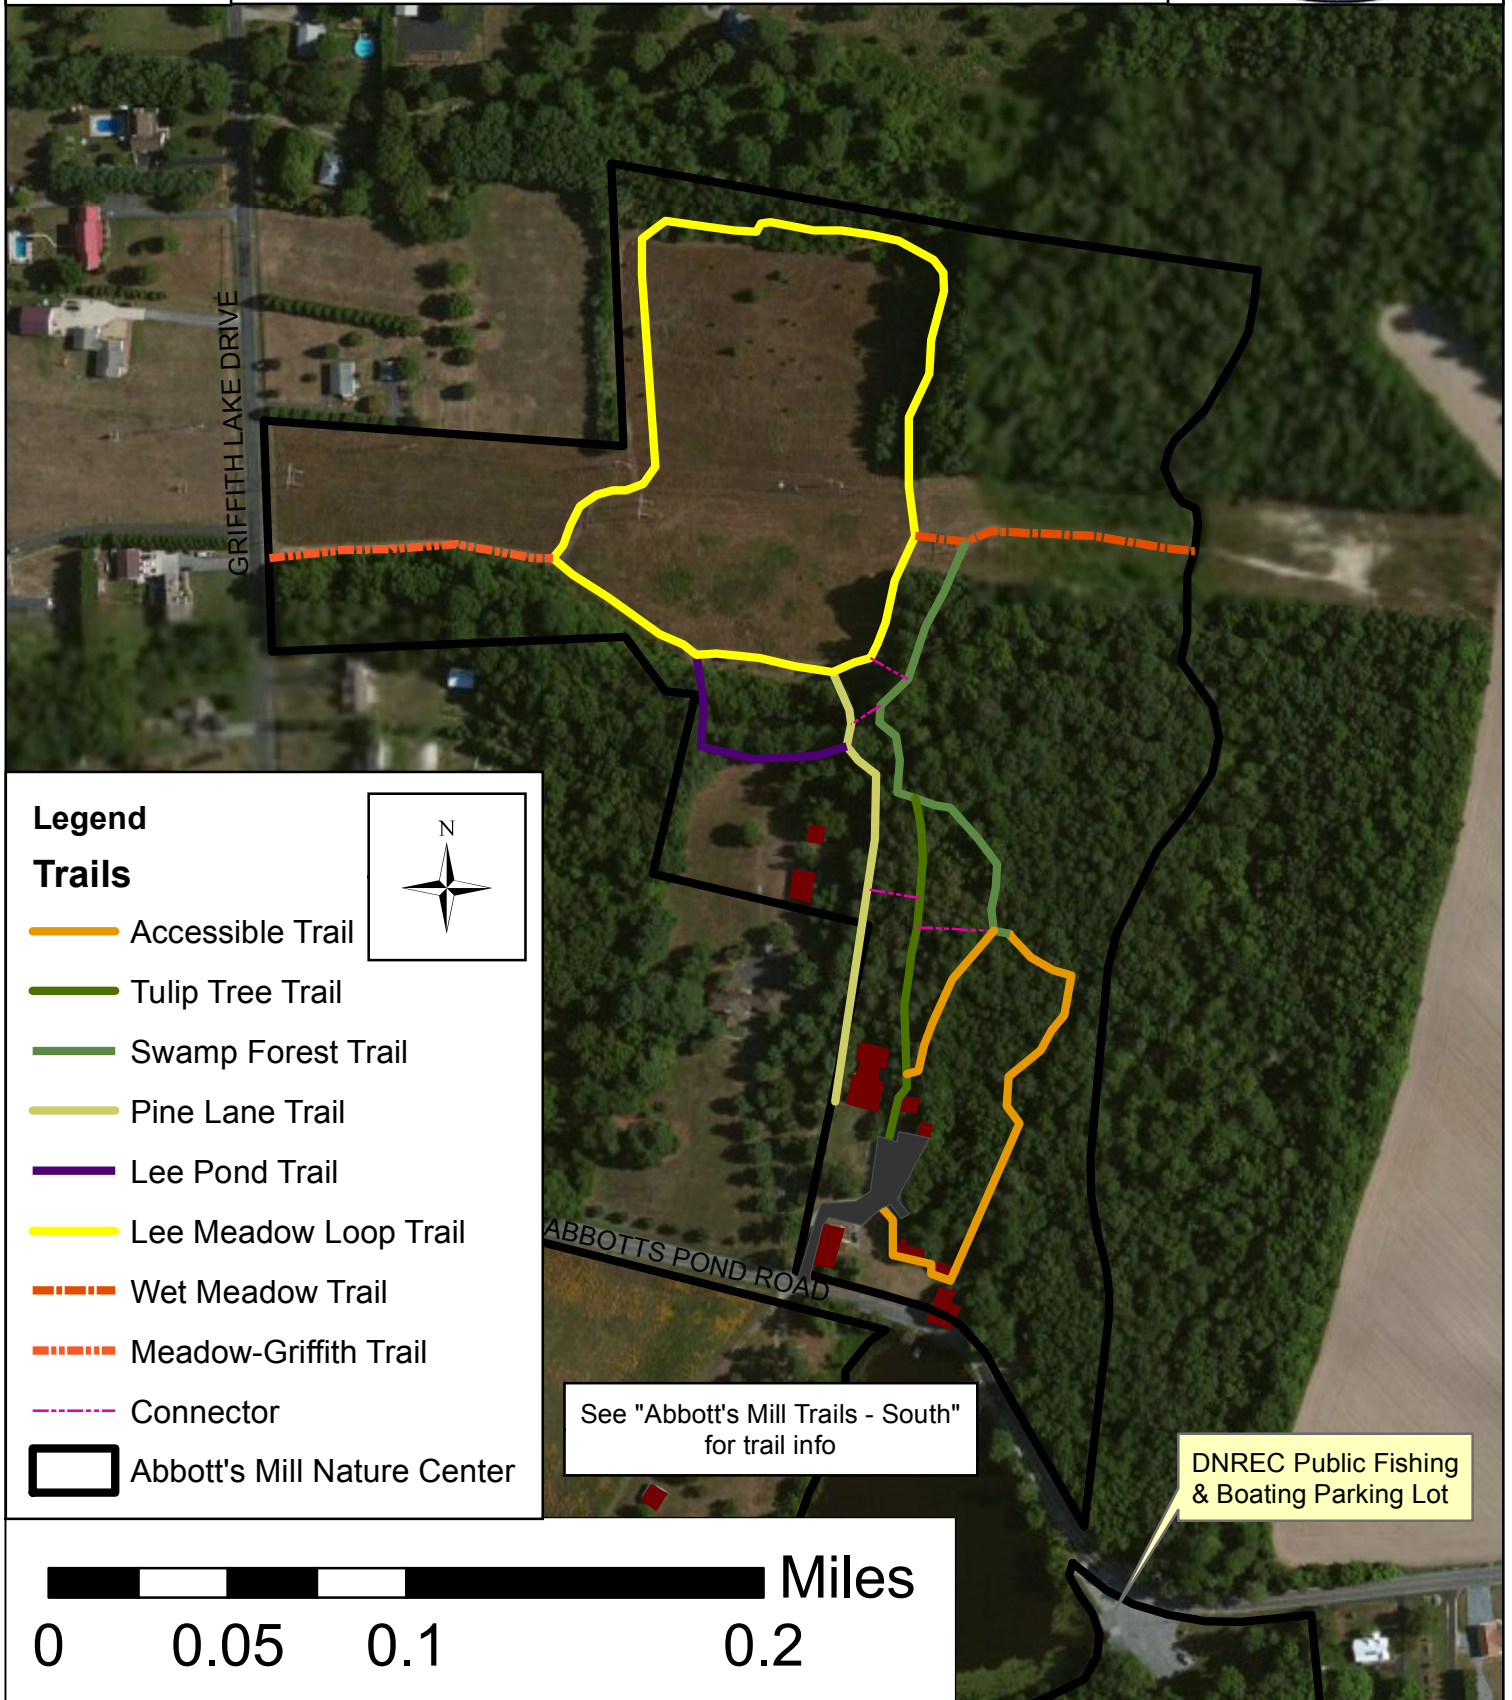 GRIFFITH LAKE DRIVE
Legend
N
Trails
Accessible Trail
Tulip Tree Trail
Swamp Forest Trail
Pine Lane Trail
Lee Pond Trail
Lee Meadow Loop Trail
Wet Meadow Trail
Meadow-Griffith Trail
Connector
Abbott's Mill Nature Center
ABBOTTS POND ROAD
See "Abbott's Mill Trails - South"
for trail info
DNREC Public Fishing
& Boating Parking Lot
Miles
0 0.05 0.1 0.2